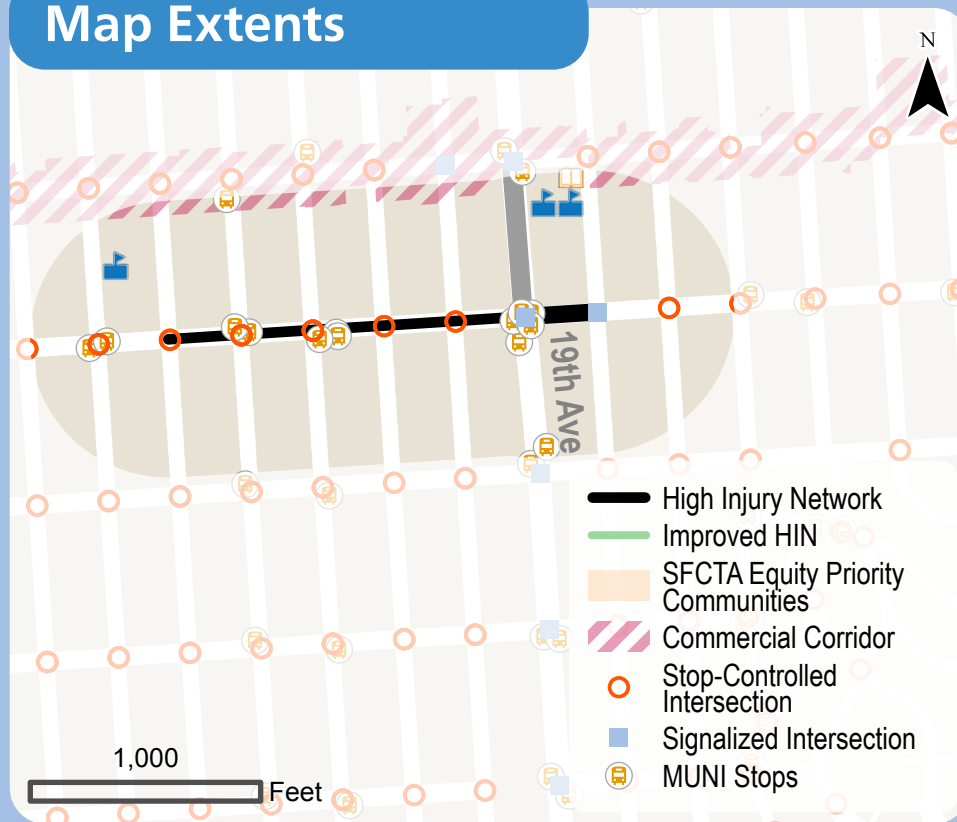 Map Extents
N
19th Ave
High Injury Network
Improved HIN
SFCTA Equity Priority
Communities
Commercial Corridor
Stop-Controlled
Intersection
Signalized Intersection
MUNI Stops
1,000
Feet